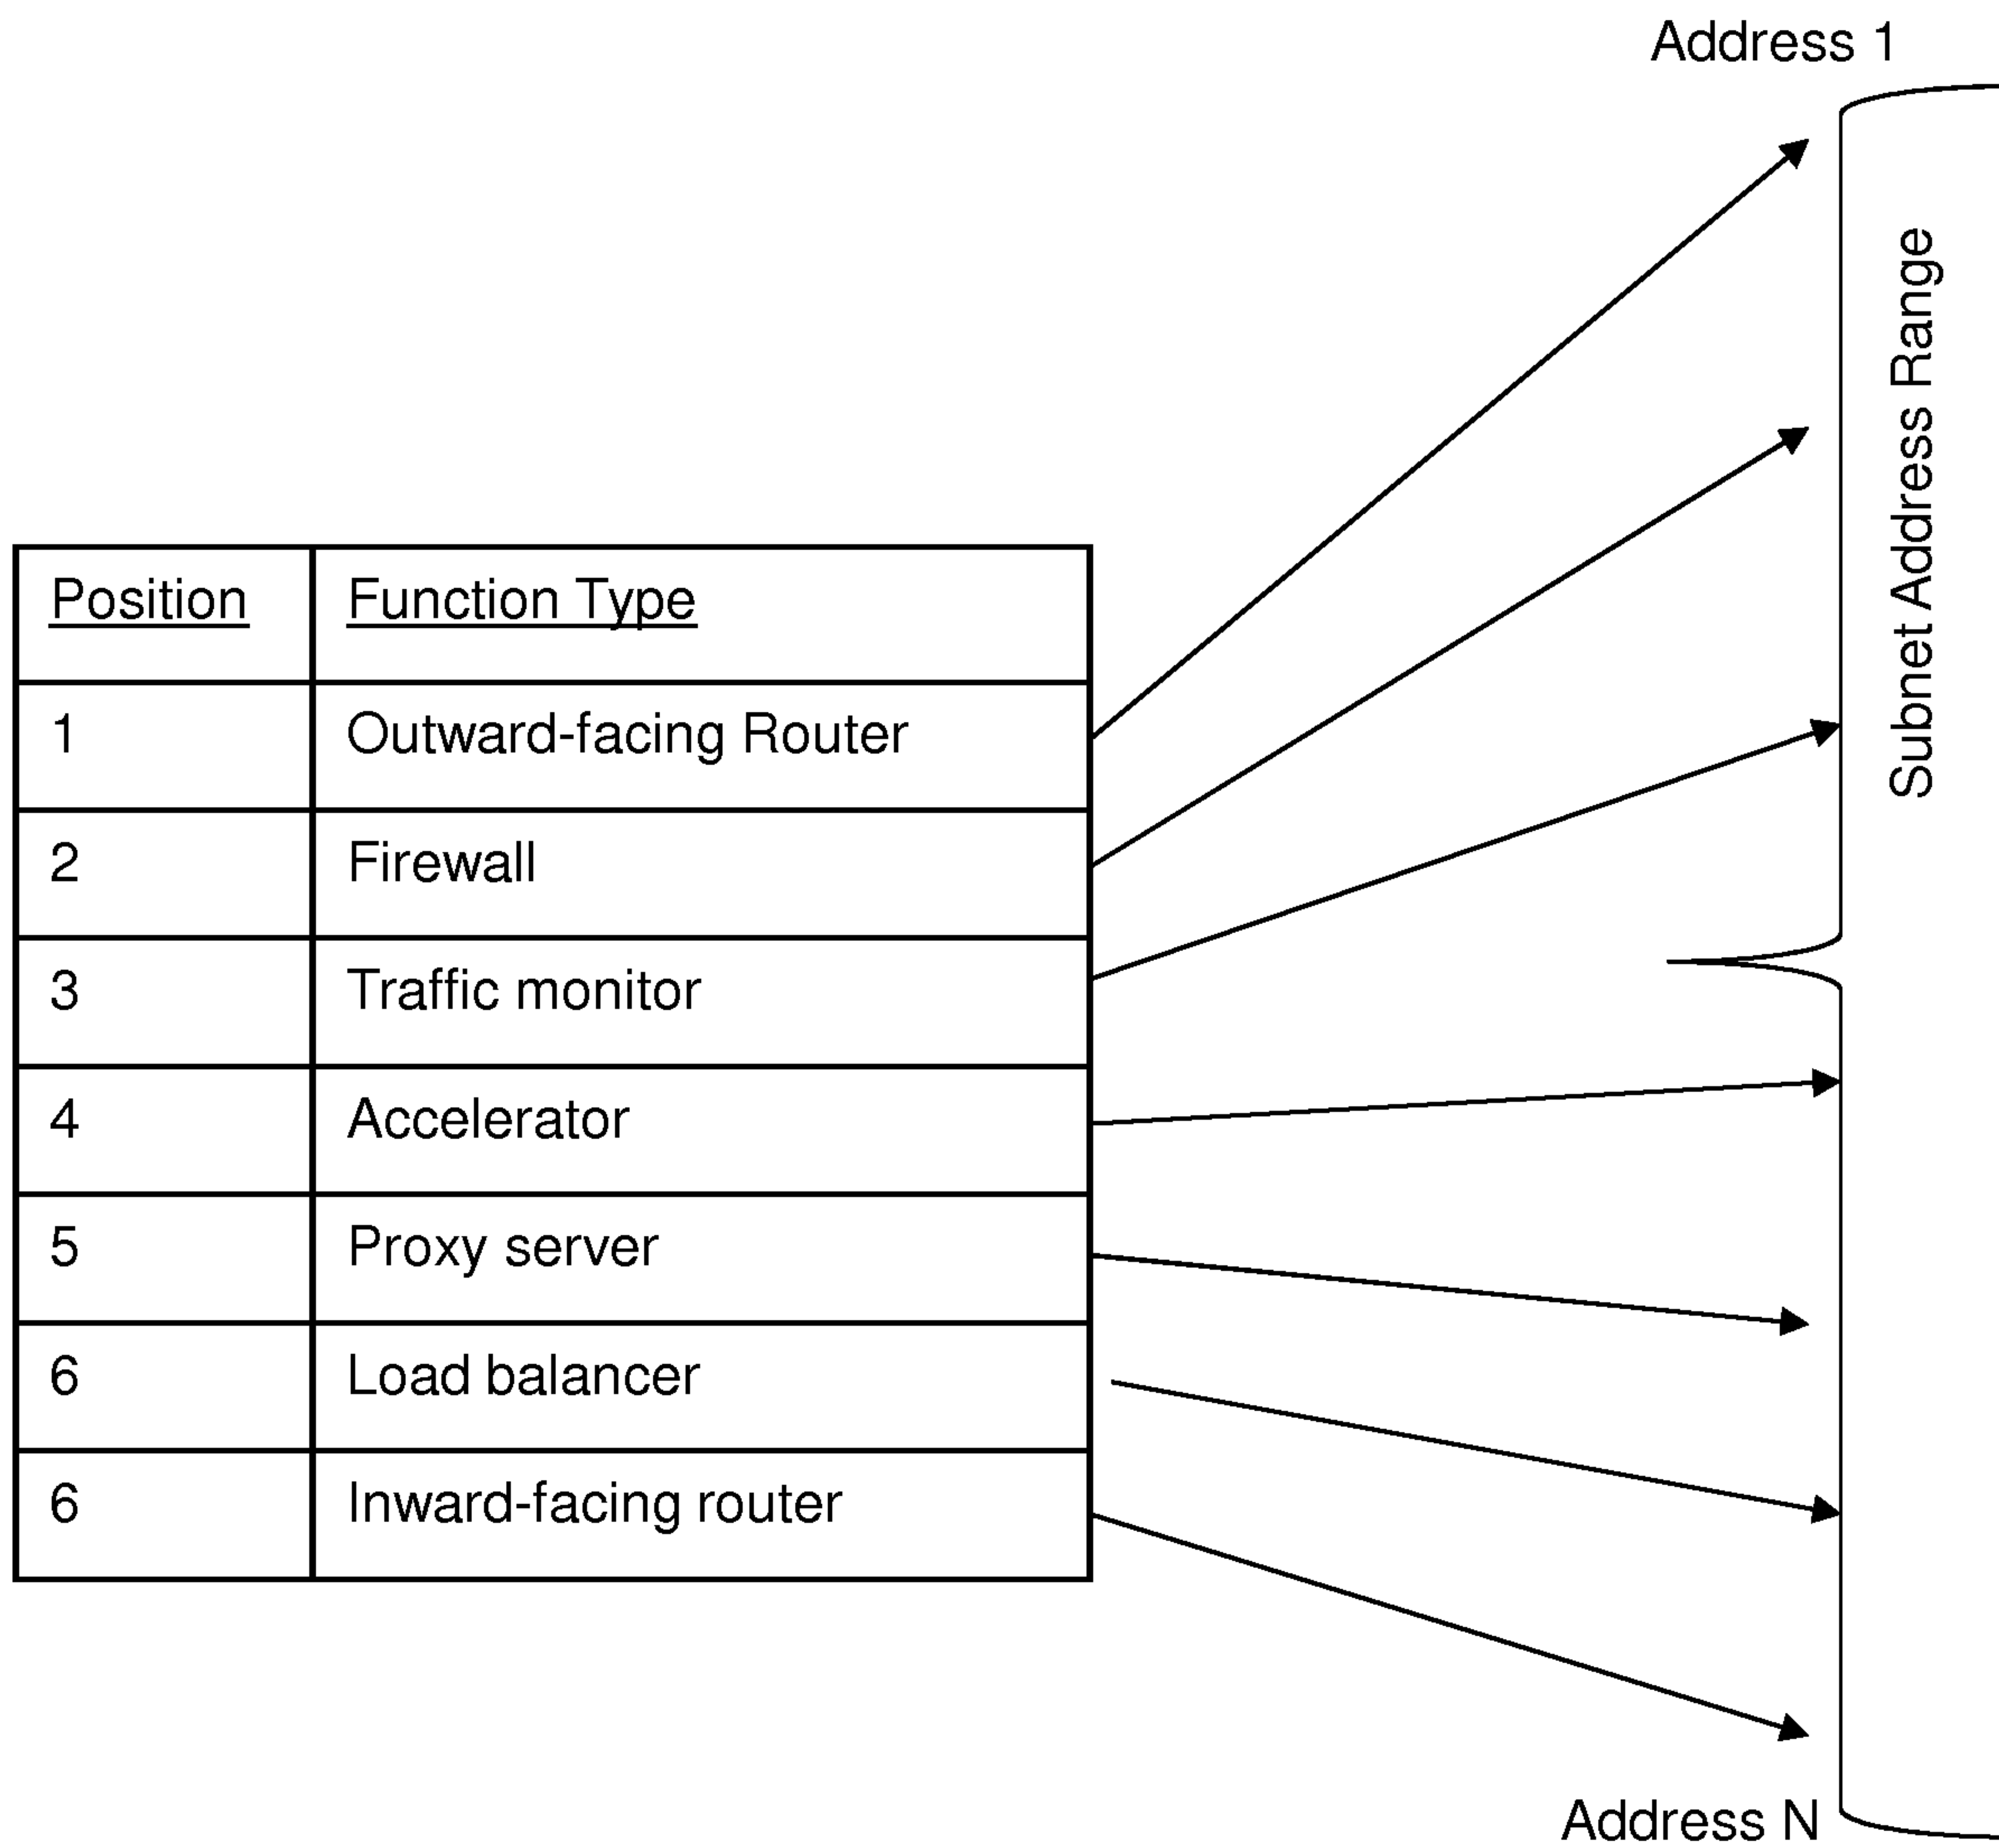 Address 1
Subnet Address Range
Position Function Type
1 Outward-facing Router
2 Firewall
3 Traffic monitor
4 Accelerator
5 Proxy server
6 Load balancer
6 Inward-facing router
Address N